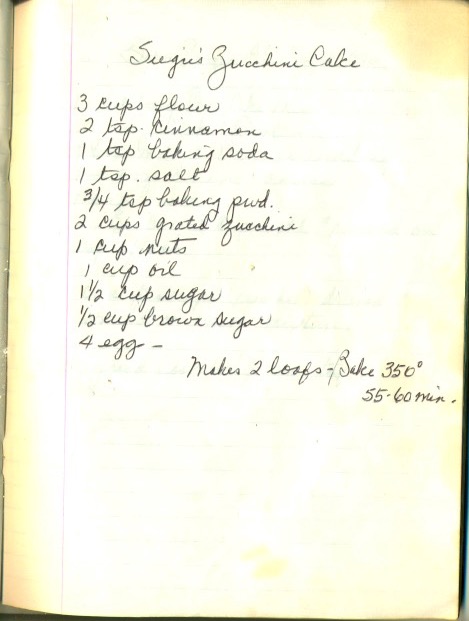 Zucchini Cake
3 cups flour
2 tsp. cinnamon
1 tsp baking soda
1 tsp. salt
3/4 tsp baking pwd.
2 cups grated zucchini
1 cup nuts
1 cup oil
1 1/2 cup sugar
1/2 cup brown sugar
4 egg -
Makes 2 loafs - Bake 350°
55-60 min.